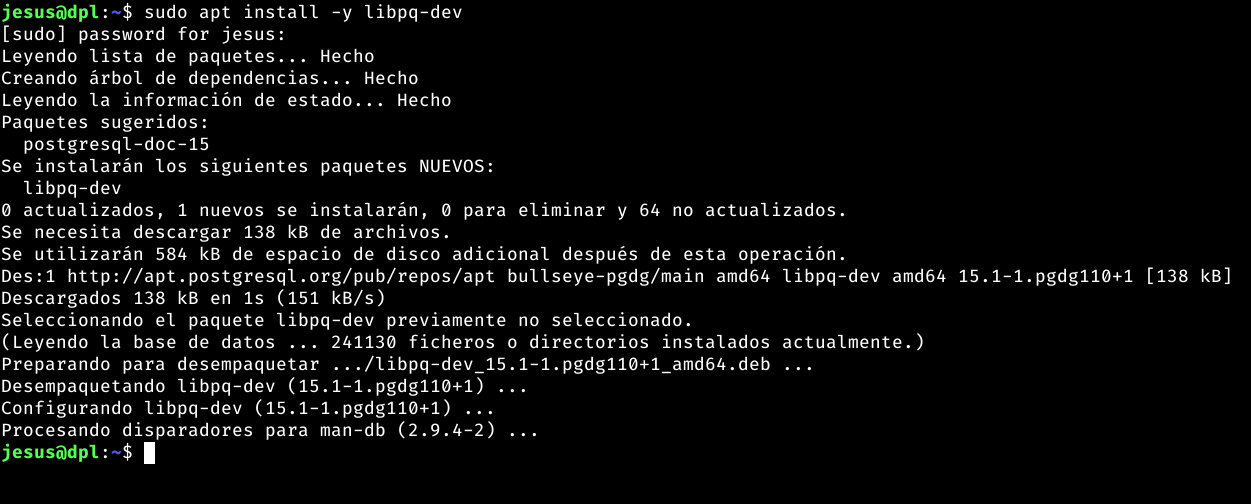 jesus@dpl:~$ sudo apt install -y libpq-dev
[sudo] password for jesus:
Leyendo lista de paquetes... Hecho
Creando árbol de dependencias... Hecho
Leyendo la información de estado... Hecho
Paquetes sugeridos:
  postgresql-doc-15
Se instalarán los siguientes paquetes NUEVOS:
  libpq-dev
0 actualizados, 1 nuevos se instalarán, 0 para eliminar y 64 no actualizados.
Se necesita descargar 138 kB de archivos.
Se utilizarán 584 kB de espacio de disco adicional después de esta operación.
Des:1 http://apt.postgresql.org/pub/repos/apt bullseye-pgdg/main amd64 libpq-dev amd64 15.1-1.pgdg110+1 [138 kB]
Descargados 138 kB en 1s (151 kB/s)
Seleccionando el paquete libpq-dev previamente no seleccionado.
(Leyendo la base de datos ... 241130 ficheros o directorios instalados actualmente.)
Preparando para desempaquetar .../libpq-dev_15.1-1.pgdg110+1_amd64.deb ...
Desempaquetando libpq-dev (15.1-1.pgdg110+1) ...
Configurando libpq-dev (15.1-1.pgdg110+1) ...
Procesando disparadores para man-db (2.9.4-2) ...
jesus@dpl:~$